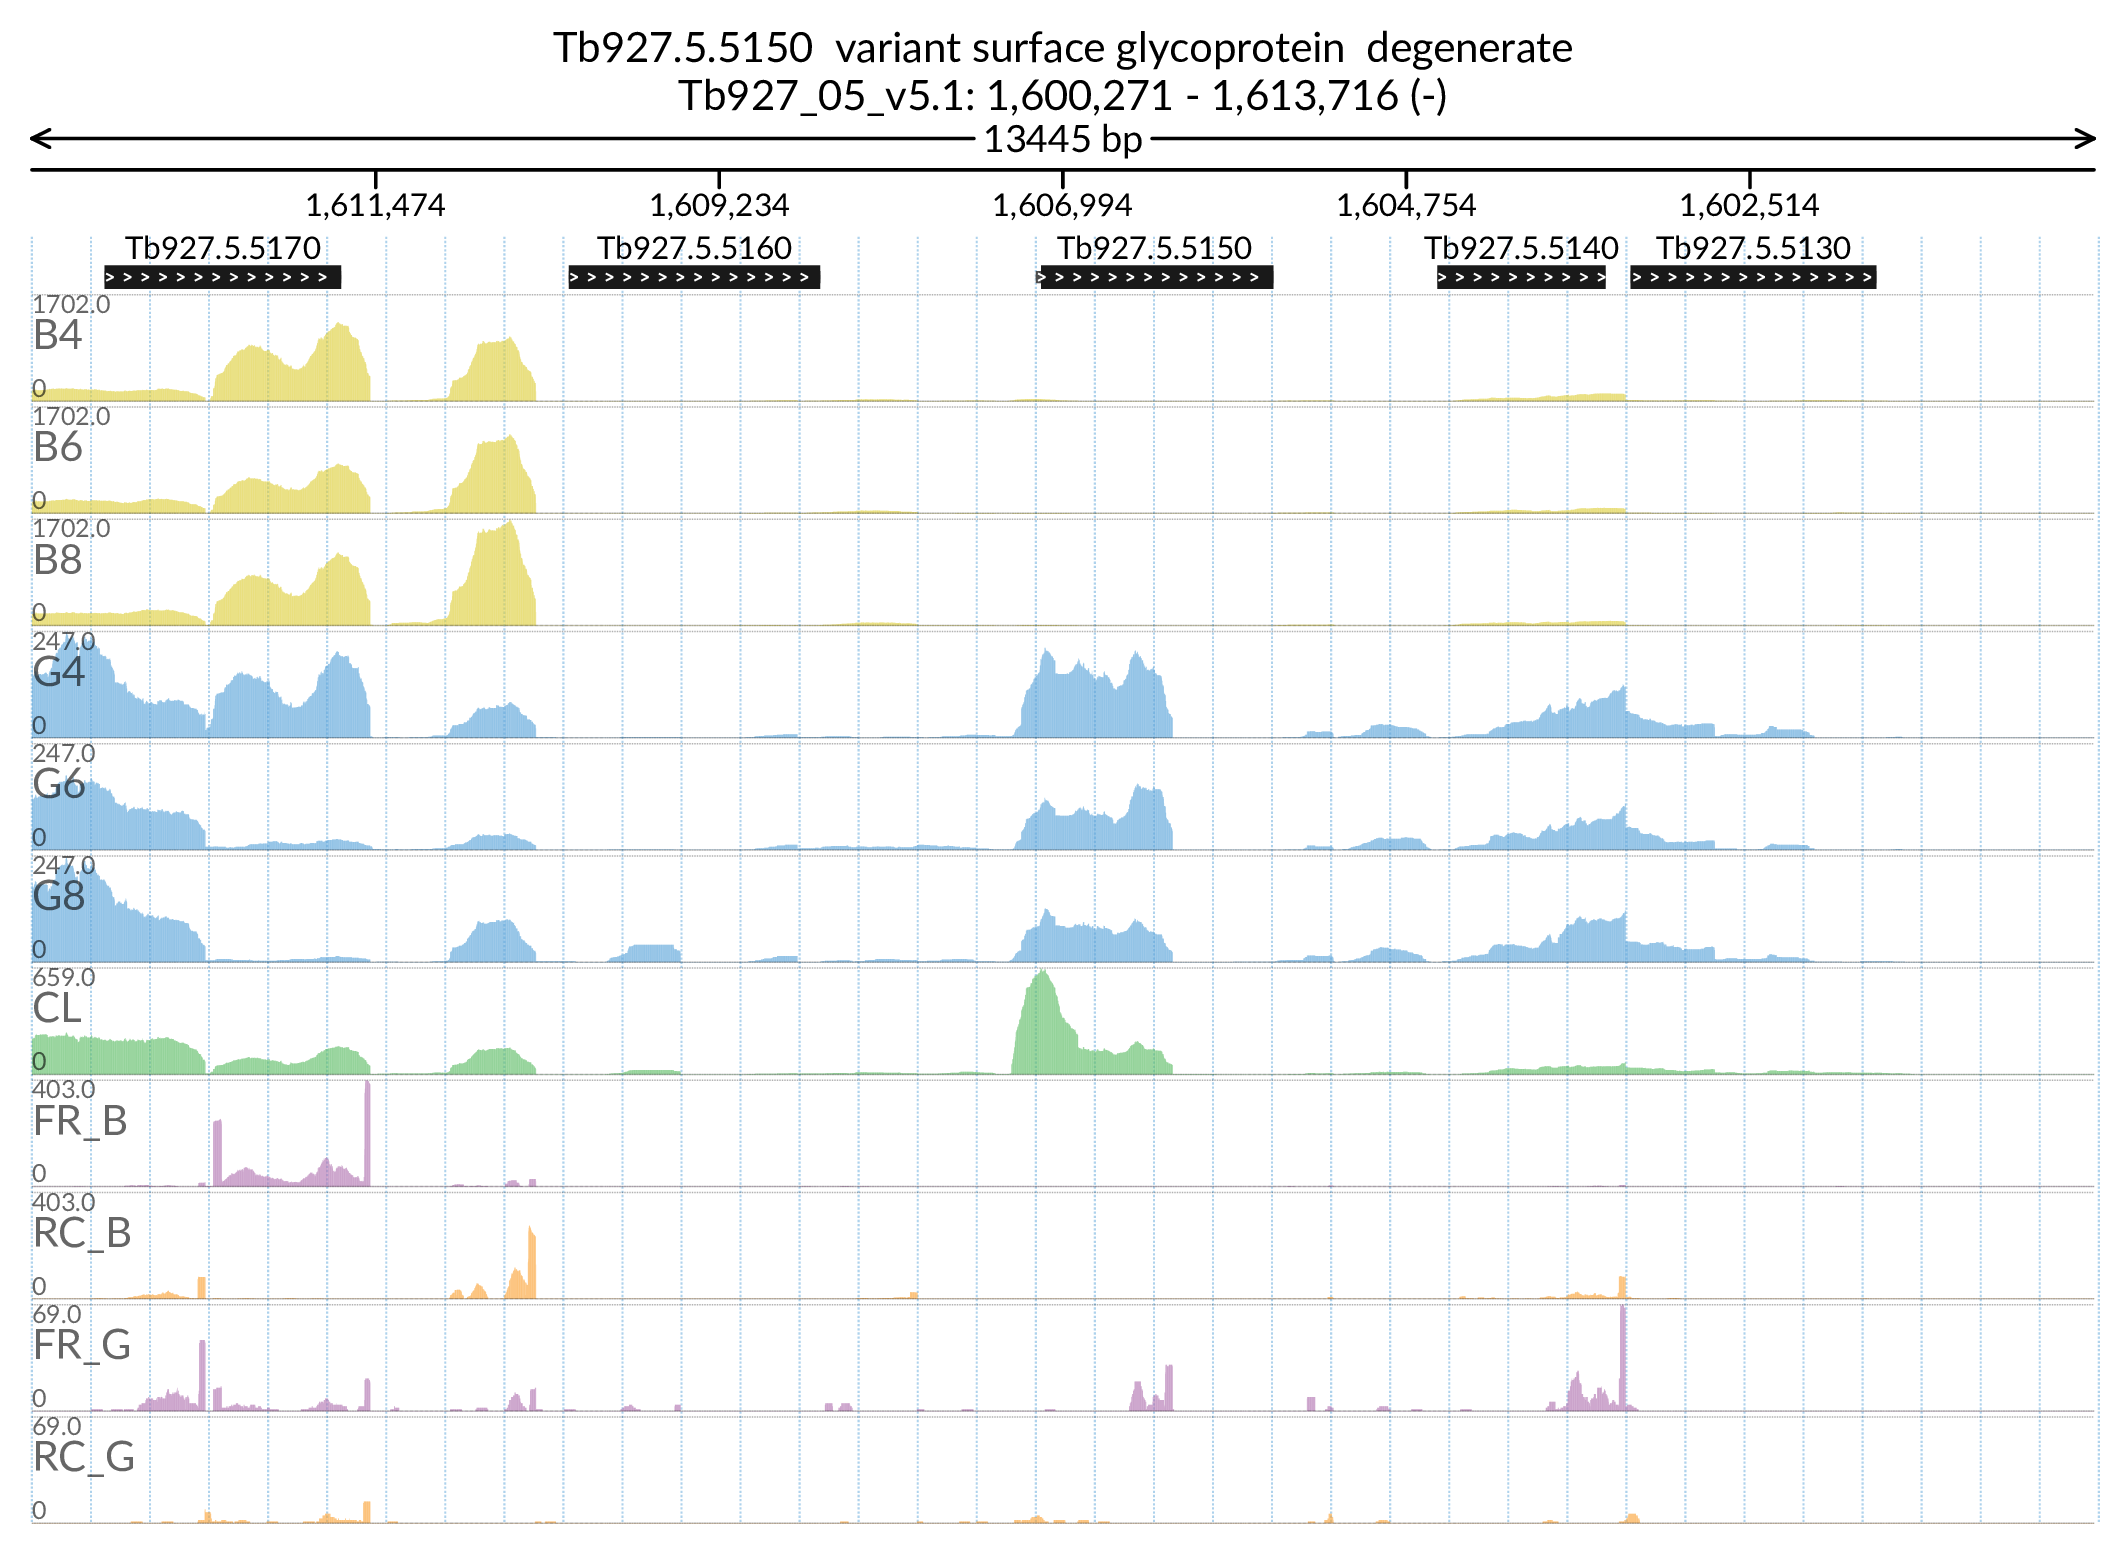 Tb927.5.5150  variant surface glycoprotein  degenerate
Tb927_05_v5.1: 1,600,271 - 1,613,716 (-)
13445 bp
1,611,474 1,609,234 1,606,994 1,604,754 1,602,514
Tb927.5.5170 Tb927.5.5160 Tb927.5.5150 Tb927.5.5140 Tb927.5.5130
1702.0
B4
0
1702.0
B6
0
1702.0
B8
0
247.0
G4
0
247.0
G6
0
247.0
G8
0
659.0
CL
0
403.0
FR_B
0
403.0
RC_B
0
69.0
FR_G
0
69.0
RC_G
0